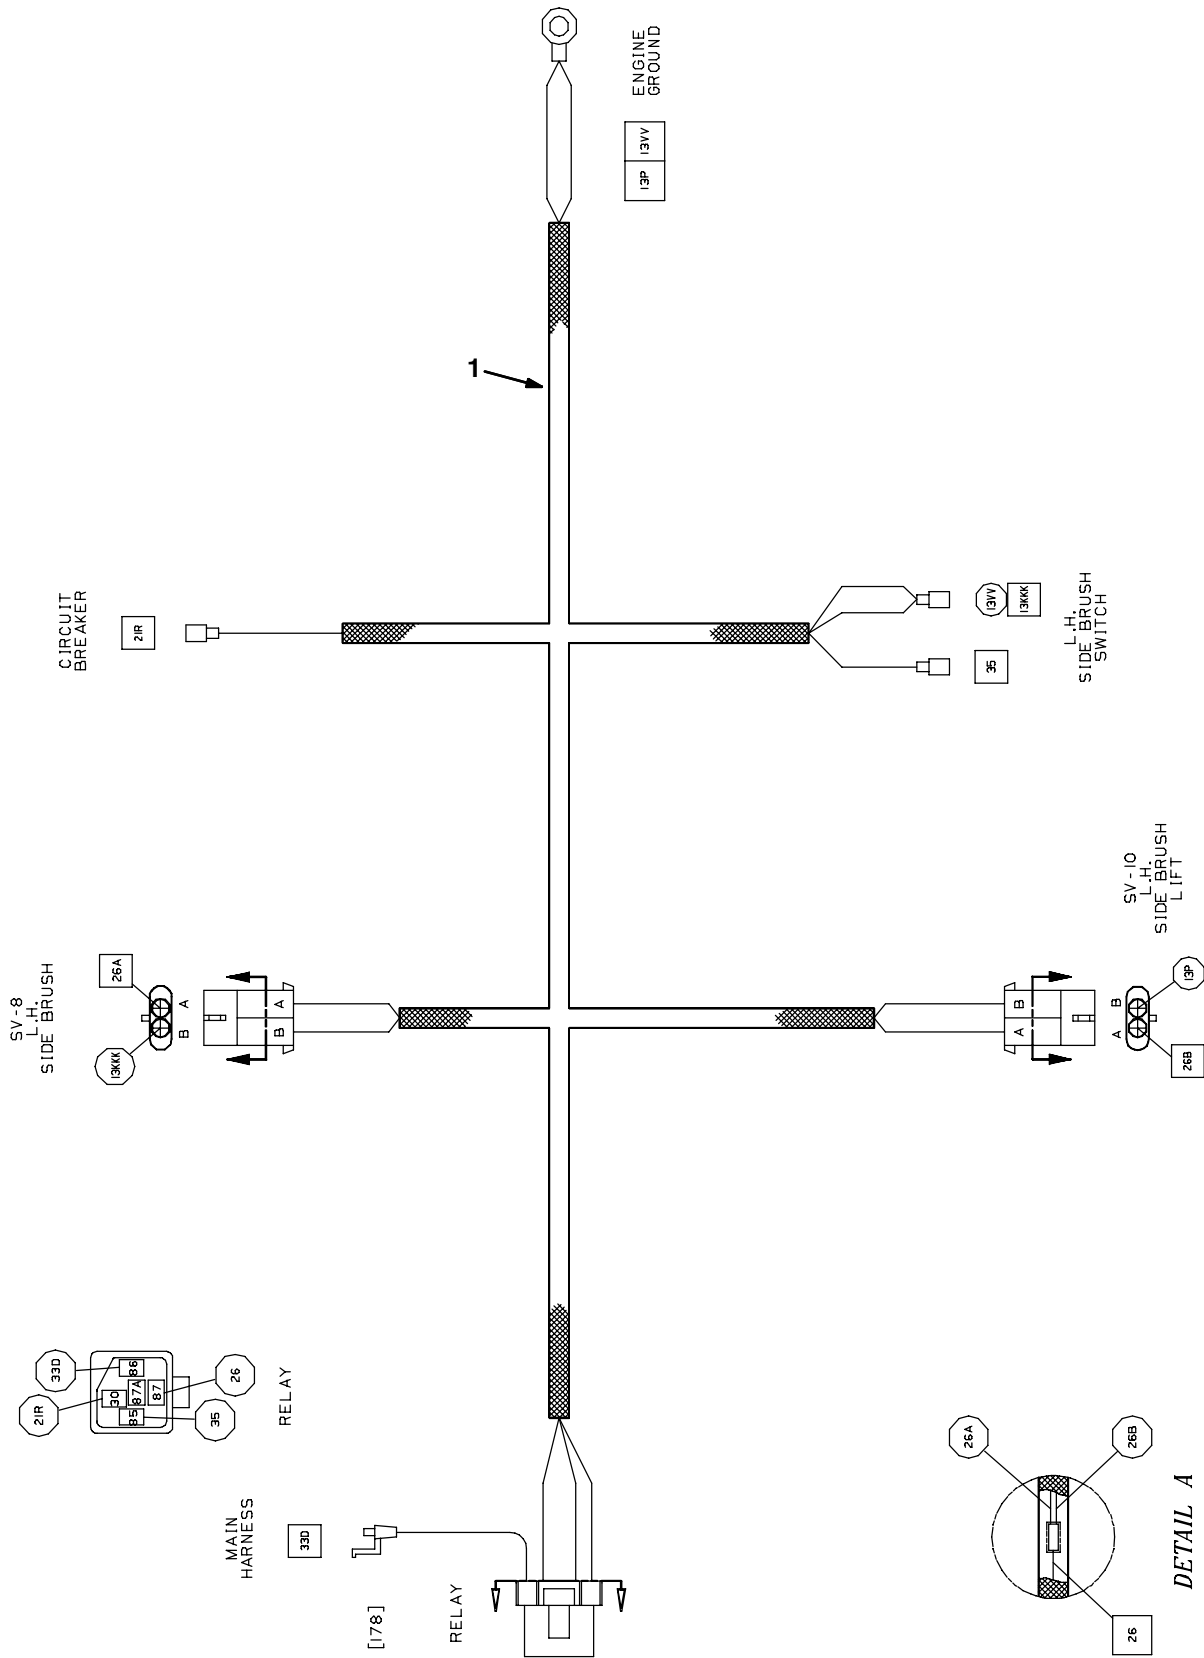 ENGINE
GROUND
13P
13VV
1
CIRCUIT
BREAKER
21R
13VV
13KKK
35
L.H.
SIDE BRUSH
SWITCH
SV-8
L.H.
SIDE BRUSH
26A
13KKK
B
A
B
A
A
B
A
B
13P
26B
SV-10
L.H.
SIDE BRUSH
LIFT
33D
21R
86
30
87A
87
85
26
35
RELAY
MAIN
HARNESS
33D
[178]
RELAY
26A
26B
26
DETAIL A